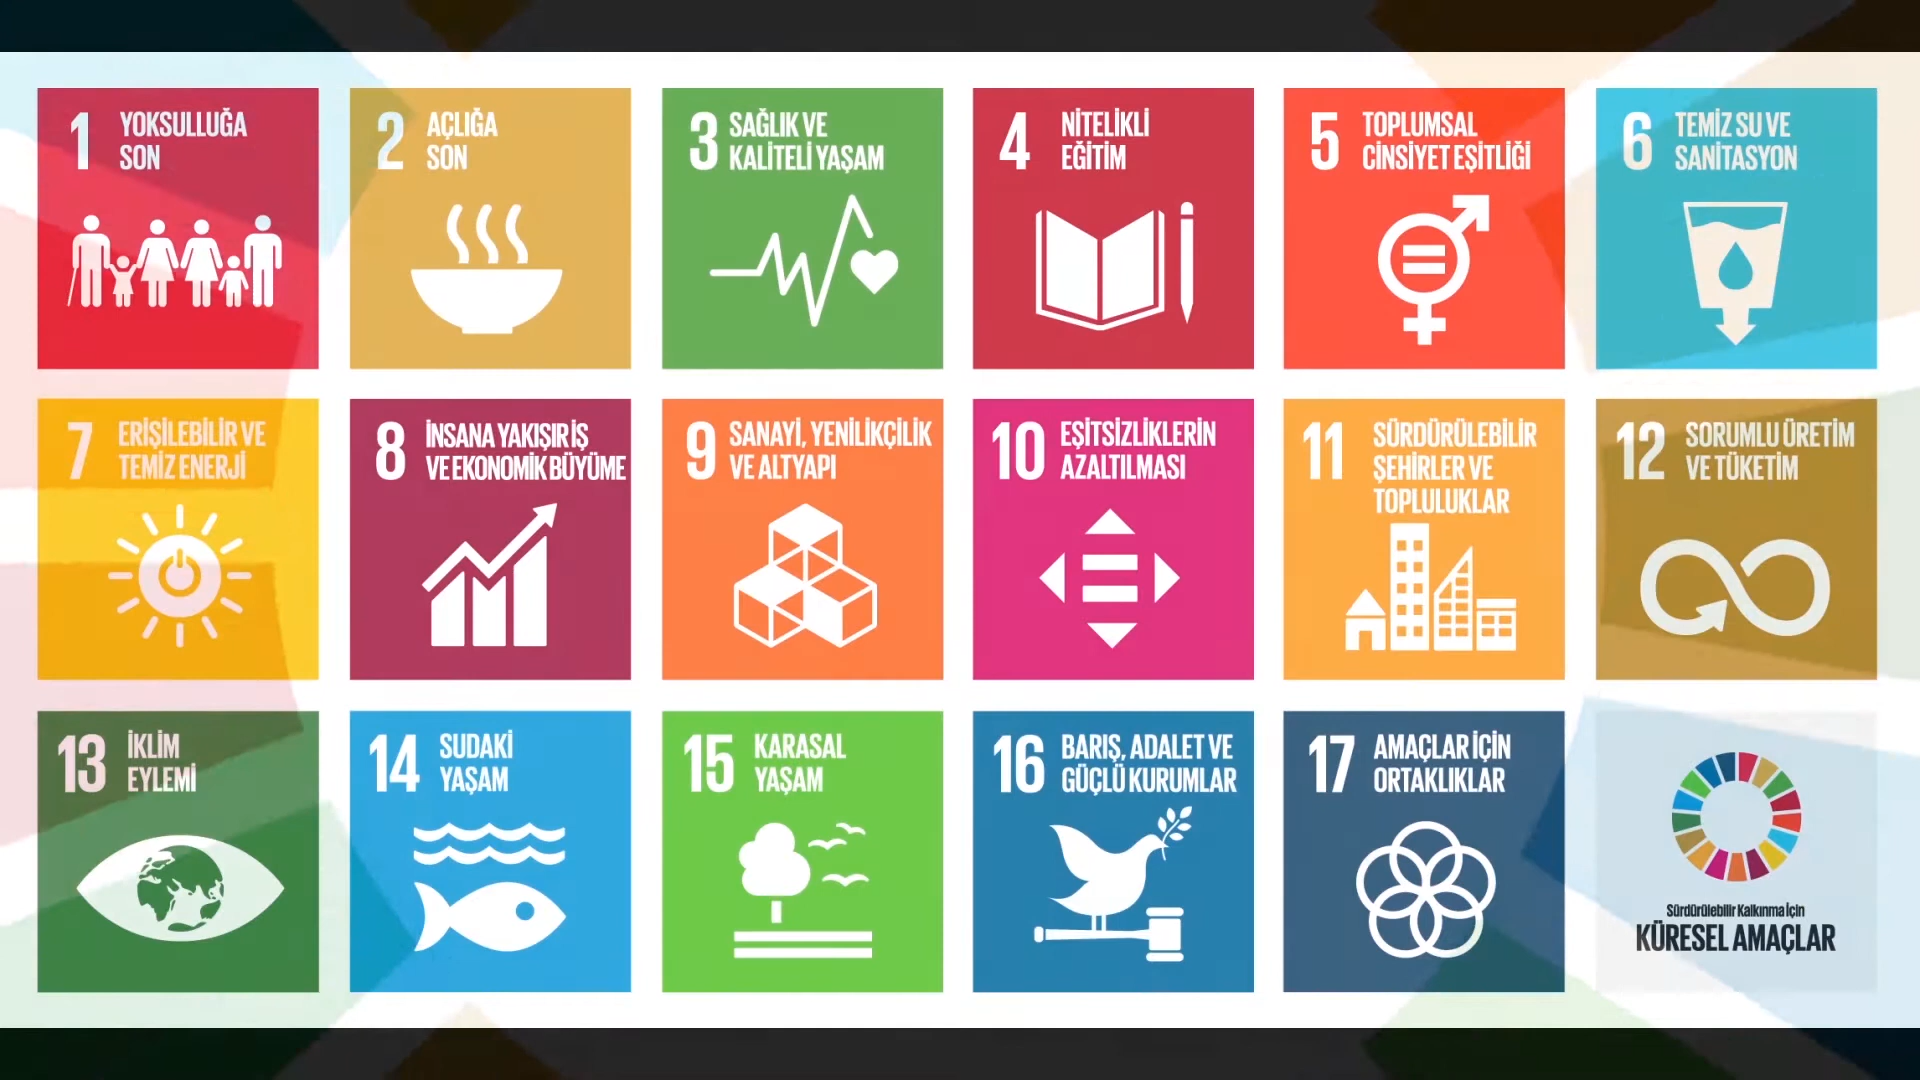 1 YOKSULLUĞA
SON
2 AÇLIĞA
SON
3 SAĞLIK VE
KALİTELİ YAŞAM
4 NİTELİKLİ
EĞİTİM
5 TOPLUMSAL
CİNSİYET EŞİTLİĞİ
6 TEMİZ SU VE
SANİTASYON
7 ERİŞİLEBİLİR VE
TEMİZ ENERJİ
8 İNSANA YAKIŞIR İŞ
VE EKONOMİK BÜYÜME
9 SANAYİ, YENİLİKÇİLİK
VE ALTYAPI
10 EŞİTSİZLİKLERİN
AZALTILMASI
11 SÜRDÜRÜLEBİLİR
ŞEHİRLER VE
TOPLULUKLAR
12 SORUMLU ÜRETİM
VE TÜKETİM
13 İKLİM
EYLEMİ
14 SUDAKİ
YAŞAM
15 KARASAL
YAŞAM
16 BARIŞ, ADALET VE
GÜÇLÜ KURUMLAR
17 AMAÇLAR İÇİN
ORTAKLIKLAR
Sürdürülebilir Kalkınma İçin
KÜRESEL AMAÇLAR